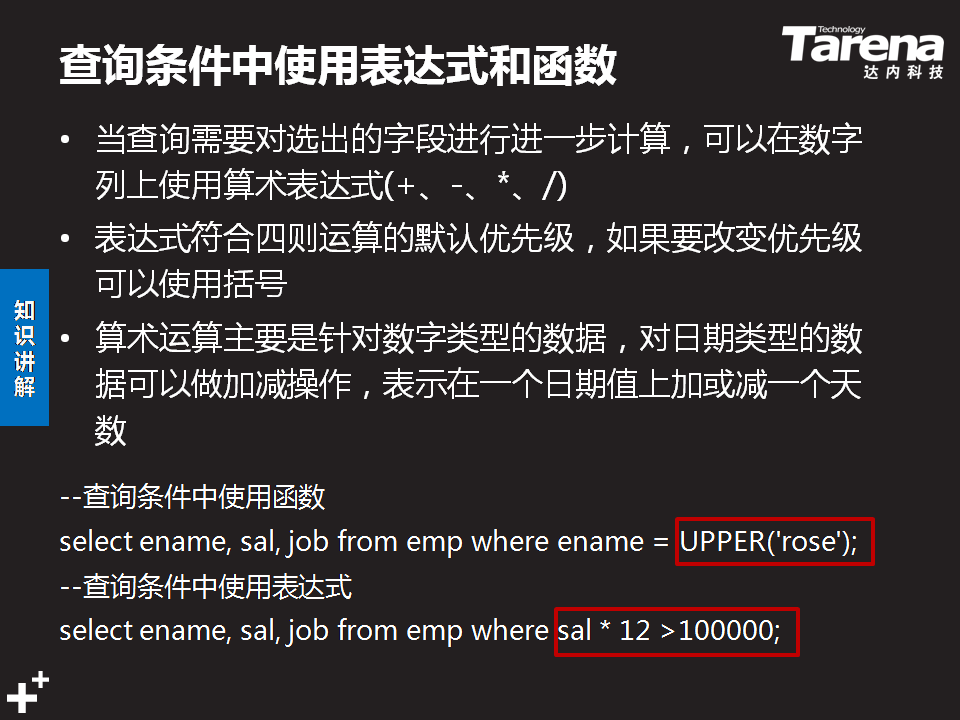 查询条件中使用表达式和函数
Technology
Tarena
达内科技
• 当查询需要对选出的字段进行进一步计算，可以在数字
列上使用算术表达式(+、-、*、/)
• 表达式符合四则运算的默认优先级，如果要改变优先级
可以使用括号
• 算术运算主要是针对数字类型的数据，对日期类型的数
据可以做加减操作，表示在一个日期值上加或减一个天
数
知识讲解
--查询条件中使用函数
select ename, sal, job from emp where ename = UPPER('rose');
--查询条件中使用表达式
select ename, sal, job from emp where sal * 12 >100000;